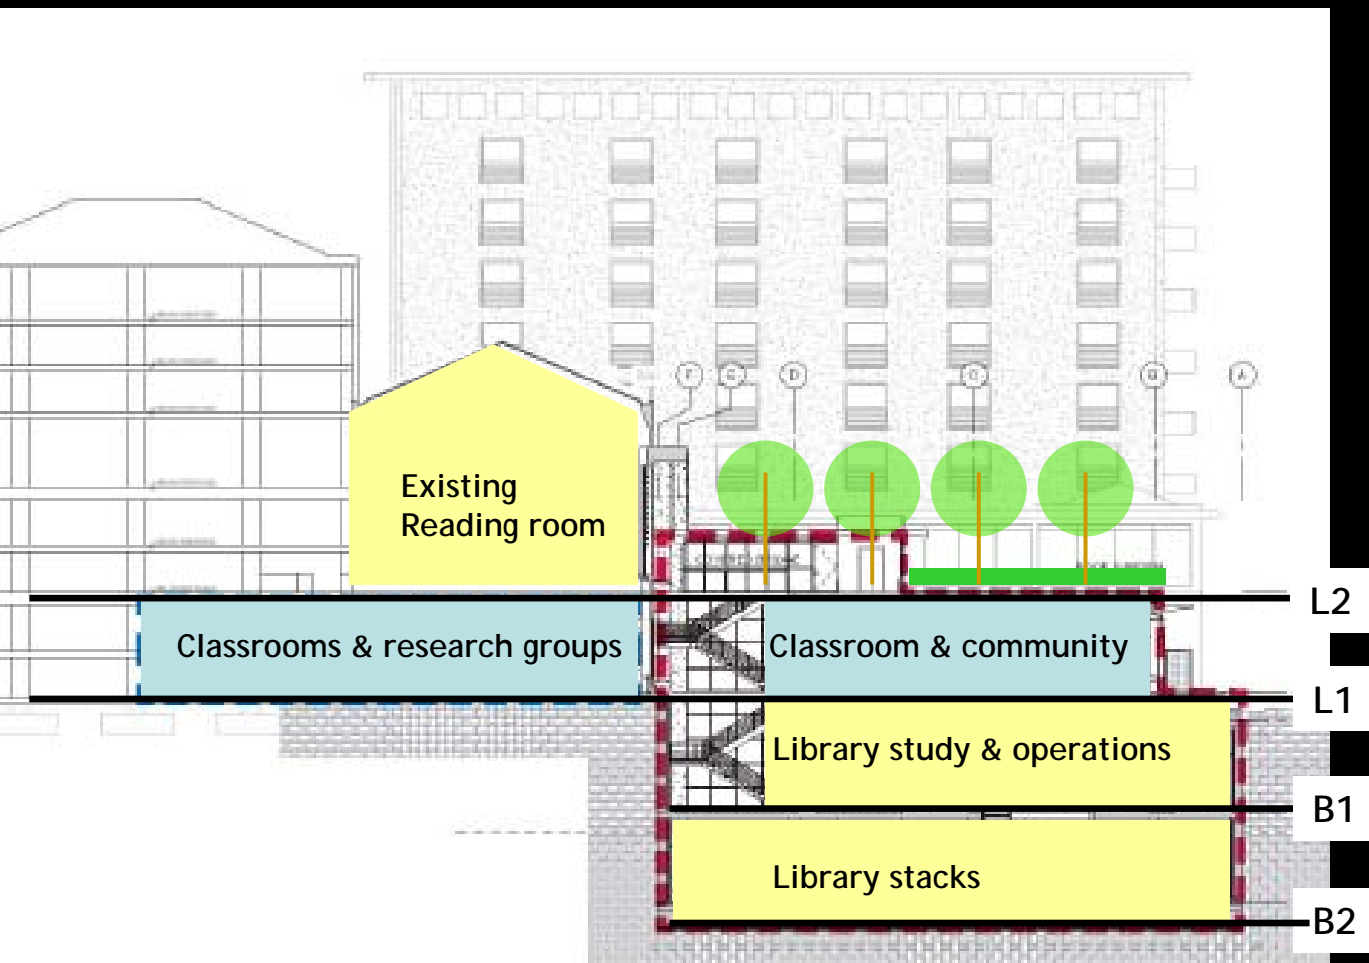 F
D
C
B
A
Existing
Reading room
L2
Classrooms & research groups
Classroom & community
L1
Library study & operations
B1
Library stacks
B2